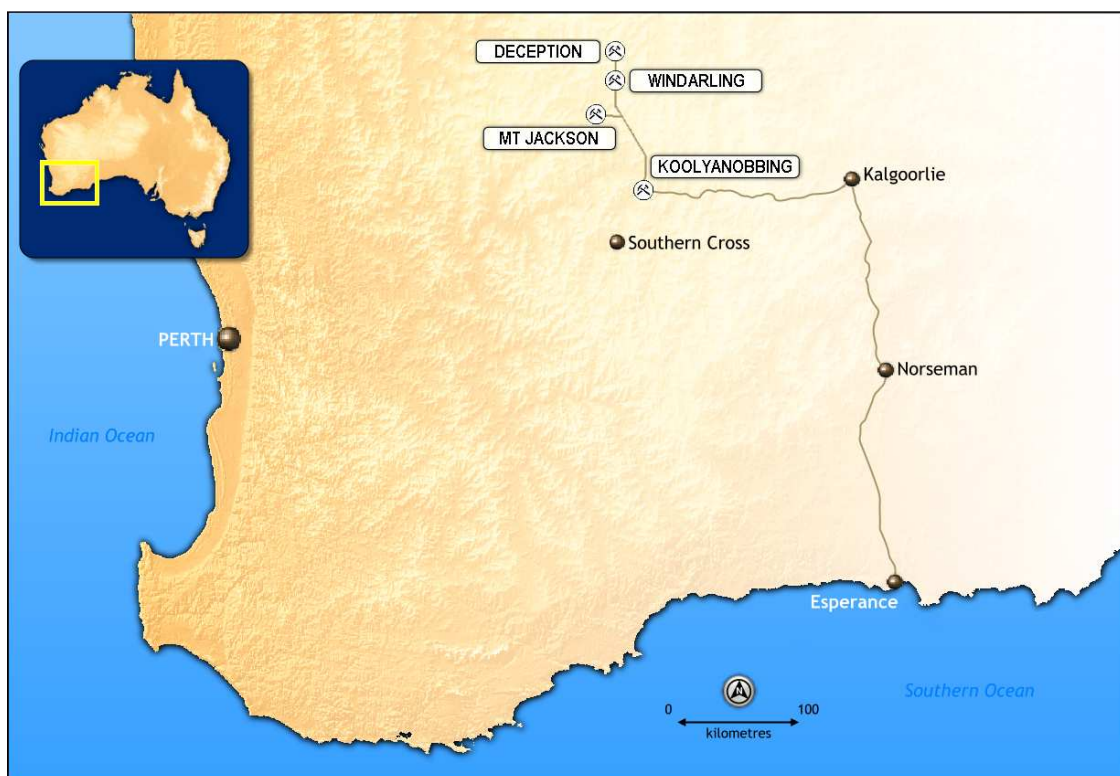 DECEPTION
WINDARLING
MT JACKSON
KOOLYANOBBING
Kalgoorlie
Southern Cross
PERTH
Norseman
Indian Ocean
Esperance
Southern Ocean
N
0 100
kilometres